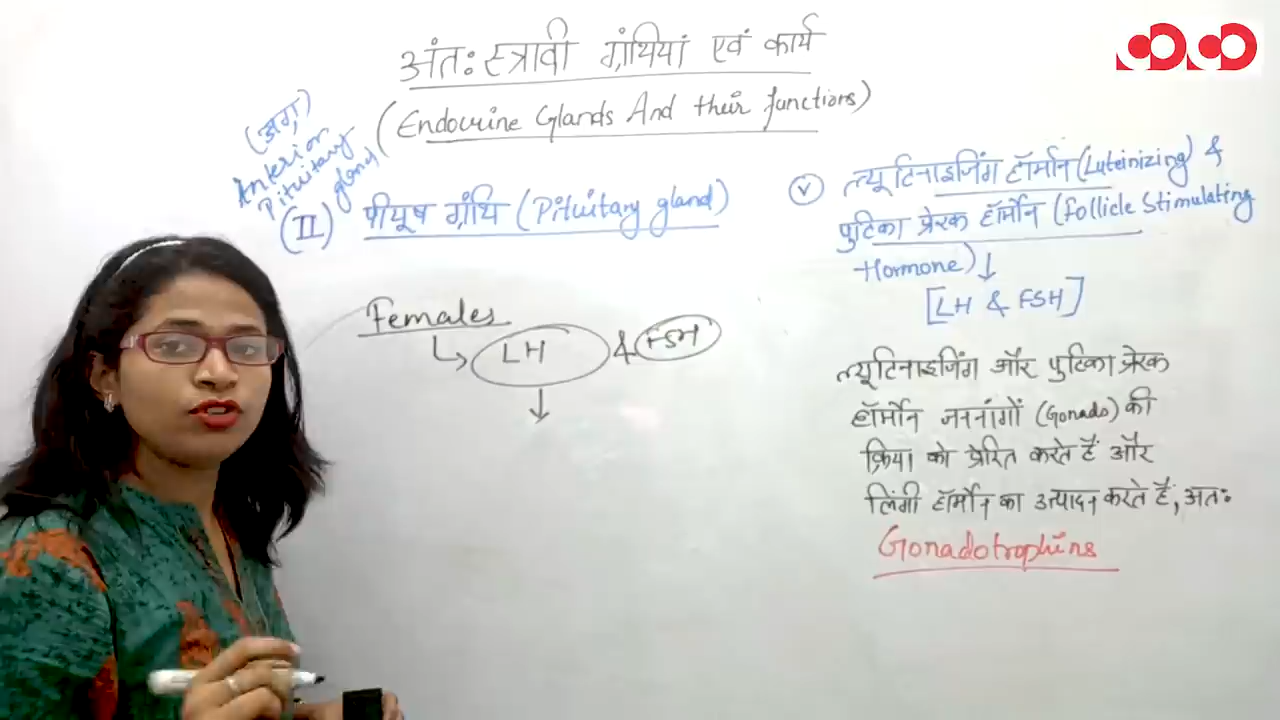 अंतः स्त्रावी ग्रंथियां एवं कार्य
(Endocrine Glands And their functions)
(अग्र)
Anterior
Pituitary
gland
(II) पीयूष ग्रंथि (Pituitary gland)
Females
LH & FSH
(V) ल्यूटिनाइजिंग हॉर्मोन (Luteinizing) &
पुटिका प्रेरक हॉर्मोन (Follicle Stimulating
Hormone)
[LH & FSH]
ल्यूटिनाइजिंग और पुटिका प्रेरक
हॉर्मोन जननांगों (Gonado) की
क्रिया को प्रेरित करते हैं और
लिंगी हॉर्मोन का उत्पादन करते हैं, अतः
Gonadotrophins